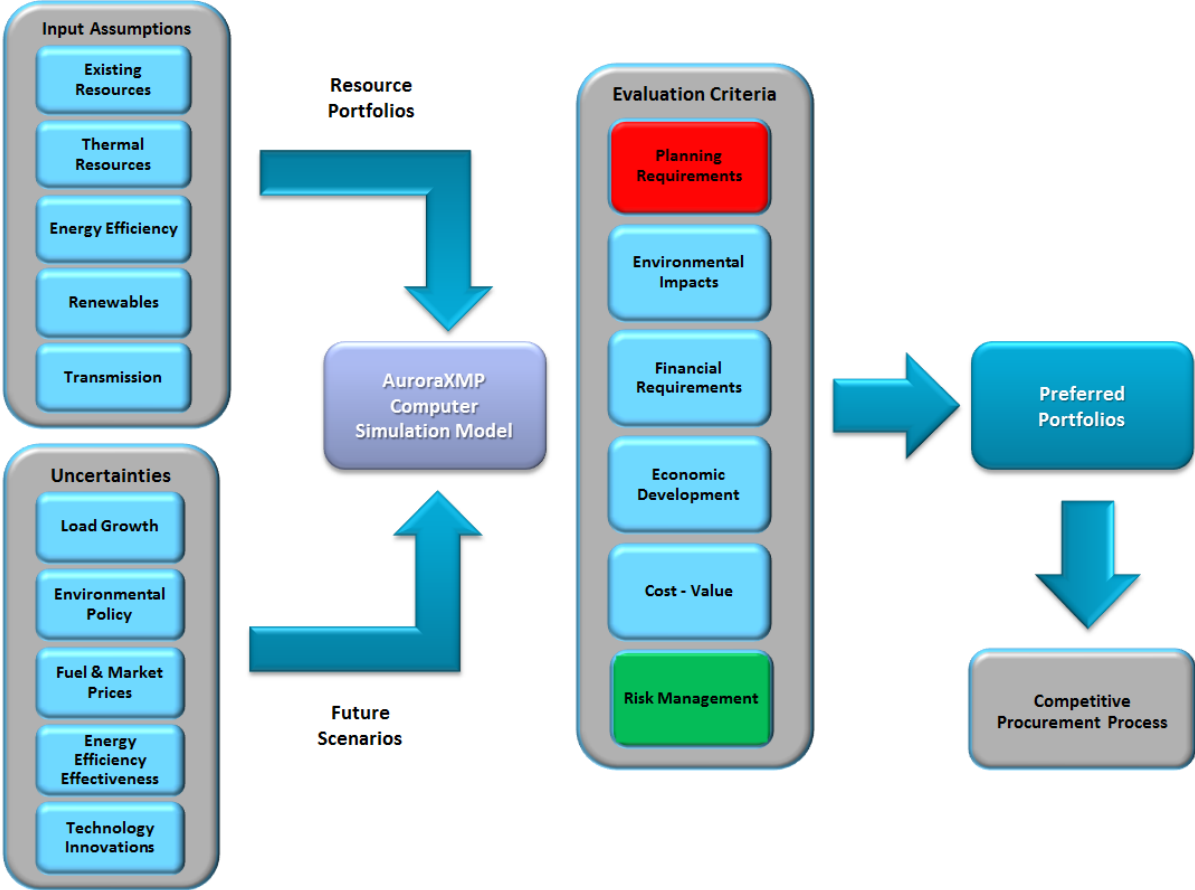 Input Assumptions
Existing
Resources
Thermal
Resources
Energy Efficiency
Renewables
Transmission
Uncertainties
Load Growth
Environmental
Policy
Fuel & Market
Prices
Energy
Efficiency
Effectiveness
Technology
Innovations
Resource
Portfolios
AuroraXMP
Computer
Simulation Model
Future
Scenarios
Evaluation Criteria
Planning
Requirements
Environmental
Impacts
Financial
Requirements
Economic
Development
Cost - Value
Risk Management
Preferred
Portfolios
Competitive
Procurement Process